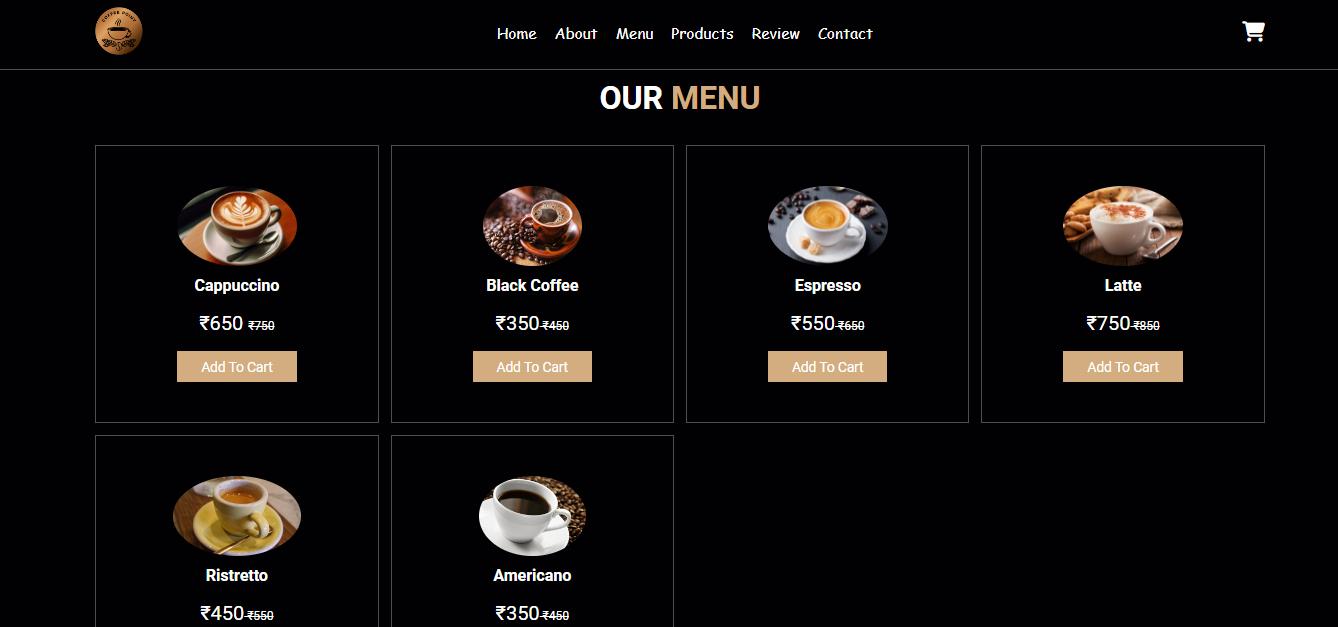 COFFEE POINT
Home About Menu Products Review Contact
OUR MENU
Cappuccino
₹650 ₹750
Add To Cart
Black Coffee
₹350 ₹450
Add To Cart
Espresso
₹550 ₹650
Add To Cart
Latte
₹750 ₹850
Add To Cart
Ristretto
₹450 ₹550
Americano
₹350 ₹450